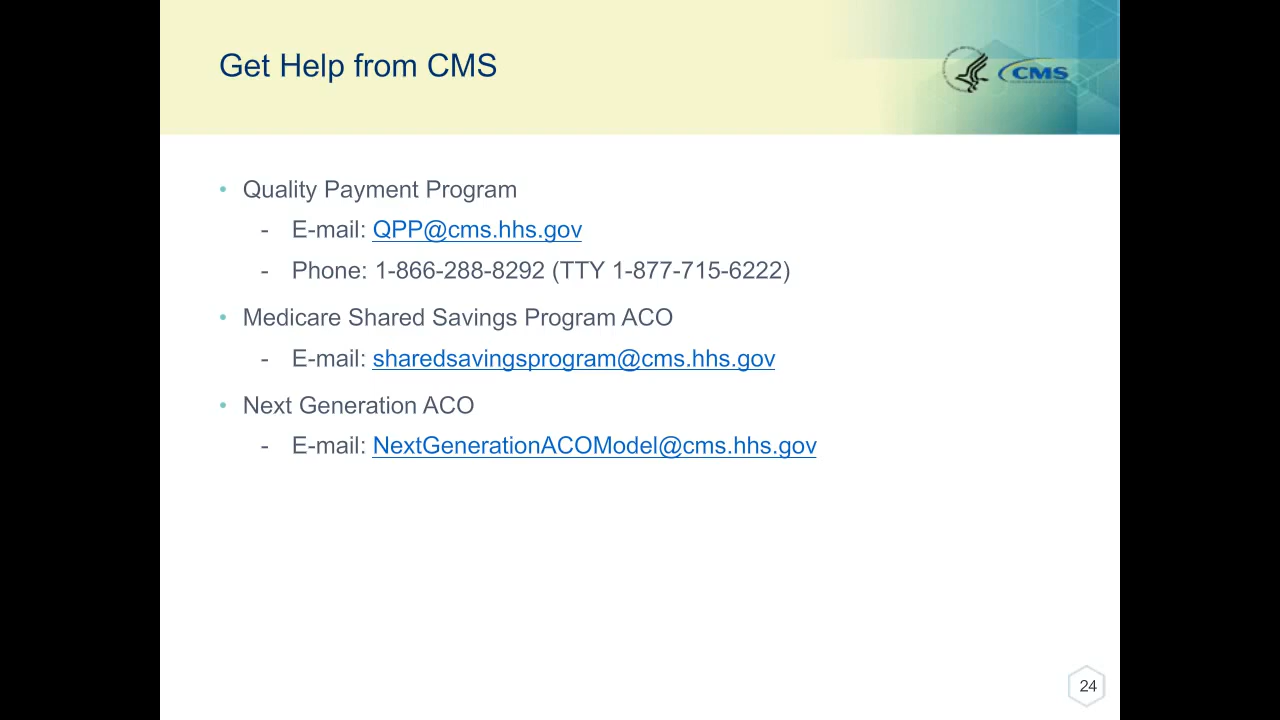 Get Help from CMS
CMS
• Quality Payment Program
- E-mail: QPP@cms.hhs.gov
- Phone: 1-866-288-8292 (TTY 1-877-715-6222)
• Medicare Shared Savings Program ACO
- E-mail: sharedsavingsprogram@cms.hhs.gov
• Next Generation ACO
- E-mail: NextGenerationACOModel@cms.hhs.gov
24